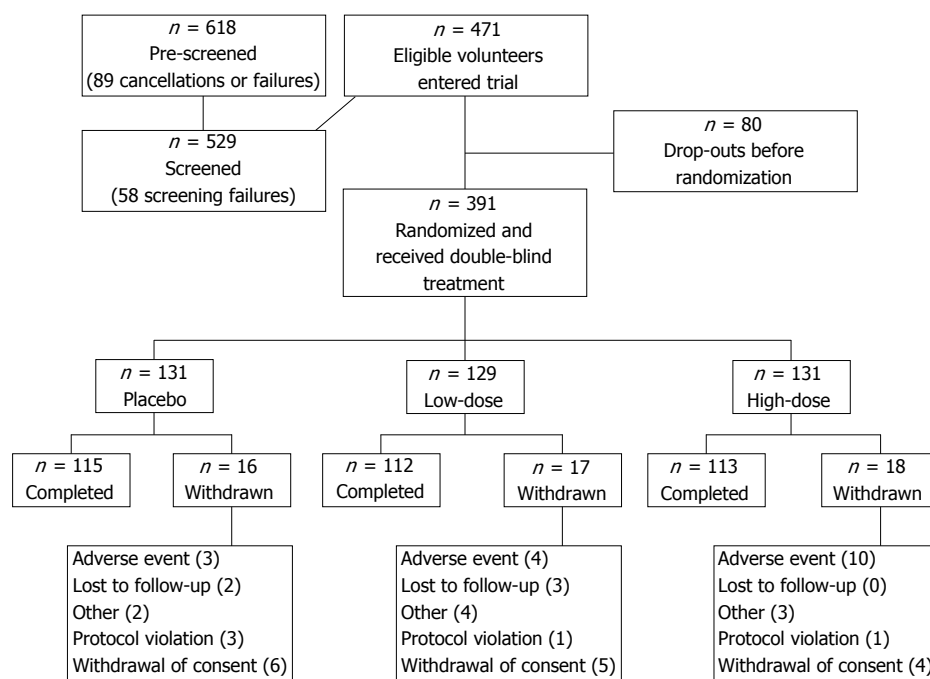 n = 618
Pre-screened
(89 cancellations or failures)
n = 471
Eligible volunteers
entered trial
n = 529
Screened
(58 screening failures)
n = 80
Drop-outs before
randomization
n = 391
Randomized and
received double-blind
treatment
n = 131
Placebo
n = 129
Low-dose
n = 131
High-dose
n = 115
Completed
n = 16
Withdrawn
n = 112
Completed
n = 17
Withdrawn
n = 113
Completed
n = 18
Withdrawn
Adverse event (3)
Lost to follow-up (2)
Other (2)
Protocol violation (3)
Withdrawal of consent (6)
Adverse event (4)
Lost to follow-up (3)
Other (4)
Protocol violation (1)
Withdrawal of consent (5)
Adverse event (10)
Lost to follow-up (0)
Other (3)
Protocol violation (1)
Withdrawal of consent (4)